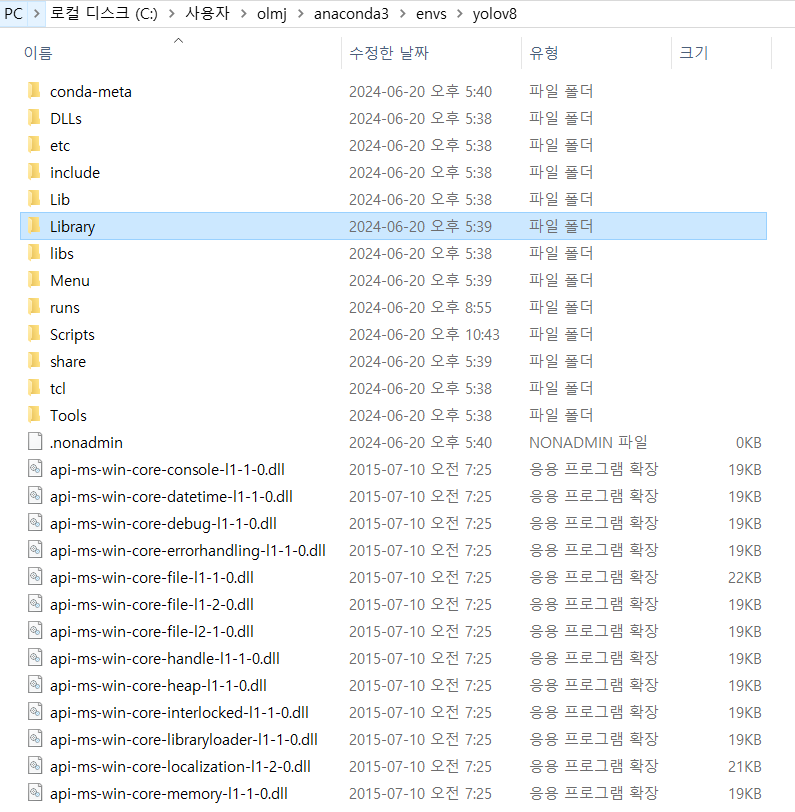 PC > 로컬 디스크 (C:) > 사용자 > olmj > anaconda3 > envs > yolov8
이름 수정한 날짜 유형 크기
conda-meta 2024-06-20 오후 5:40 파일 폴더
DLLs 2024-06-20 오후 5:38 파일 폴더
etc 2024-06-20 오후 5:38 파일 폴더
include 2024-06-20 오후 5:38 파일 폴더
Lib 2024-06-20 오후 5:38 파일 폴더
Library 2024-06-20 오후 5:39 파일 폴더
libs 2024-06-20 오후 5:38 파일 폴더
Menu 2024-06-20 오후 5:39 파일 폴더
runs 2024-06-20 오후 8:55 파일 폴더
Scripts 2024-06-20 오후 10:43 파일 폴더
share 2024-06-20 오후 5:39 파일 폴더
tcl 2024-06-20 오후 5:38 파일 폴더
Tools 2024-06-20 오후 5:38 파일 폴더
.nonadmin 2024-06-20 오후 5:40 NONADMIN 파일 0KB
api-ms-win-core-console-l1-1-0.dll 2015-07-10 오전 7:25 응용 프로그램 확장 19KB
api-ms-win-core-datetime-l1-1-0.dll 2015-07-10 오전 7:25 응용 프로그램 확장 19KB
api-ms-win-core-debug-l1-1-0.dll 2015-07-10 오전 7:25 응용 프로그램 확장 19KB
api-ms-win-core-errorhandling-l1-1-0.dll 2015-07-10 오전 7:25 응용 프로그램 확장 19KB
api-ms-win-core-file-l1-1-0.dll 2015-07-10 오전 7:25 응용 프로그램 확장 22KB
api-ms-win-core-file-l1-2-0.dll 2015-07-10 오전 7:25 응용 프로그램 확장 19KB
api-ms-win-core-file-l2-1-0.dll 2015-07-10 오전 7:25 응용 프로그램 확장 19KB
api-ms-win-core-handle-l1-1-0.dll 2015-07-10 오전 7:25 응용 프로그램 확장 19KB
api-ms-win-core-heap-l1-1-0.dll 2015-07-10 오전 7:25 응용 프로그램 확장 19KB
api-ms-win-core-interlocked-l1-1-0.dll 2015-07-10 오전 7:25 응용 프로그램 확장 19KB
api-ms-win-core-libraryloader-l1-1-0.dll 2015-07-10 오전 7:25 응용 프로그램 확장 19KB
api-ms-win-core-localization-l1-2-0.dll 2015-07-10 오전 7:25 응용 프로그램 확장 21KB
api-ms-win-core-memory-l1-1-0.dll 2015-07-10 오전 7:25 응용 프로그램 확장 19KB